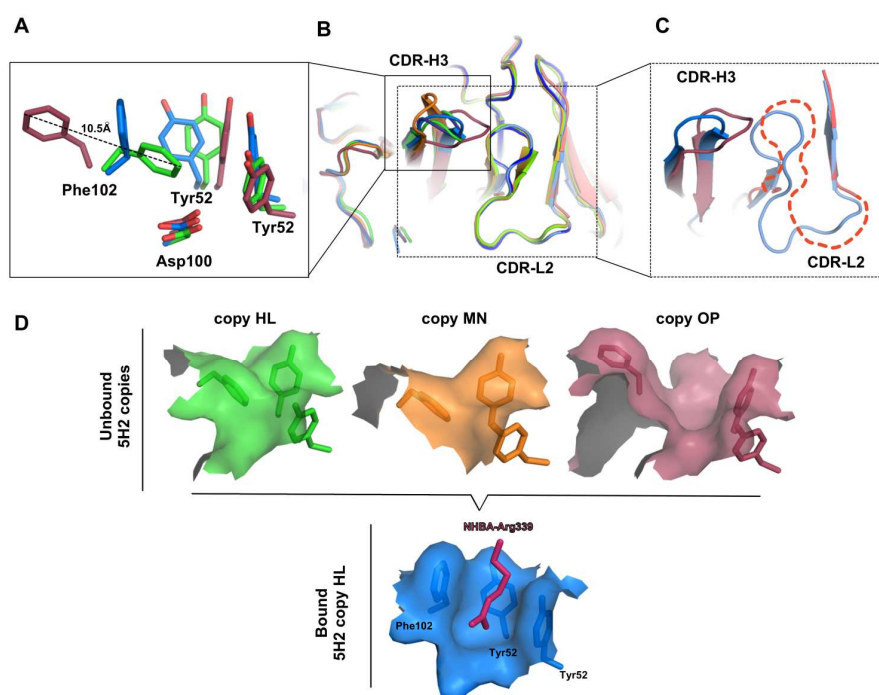 A
B
C
CDR-H3
CDR-H3
10.5Å
Phe102
Tyr52
Tyr52
Asp100
CDR-L2
CDR-L2
D
copy HL
copy MN
copy OP
Unbound
5H2 copies
NHBA-Arg339
Bound
5H2 copy HL
Phe102
Tyr52
Tyr52